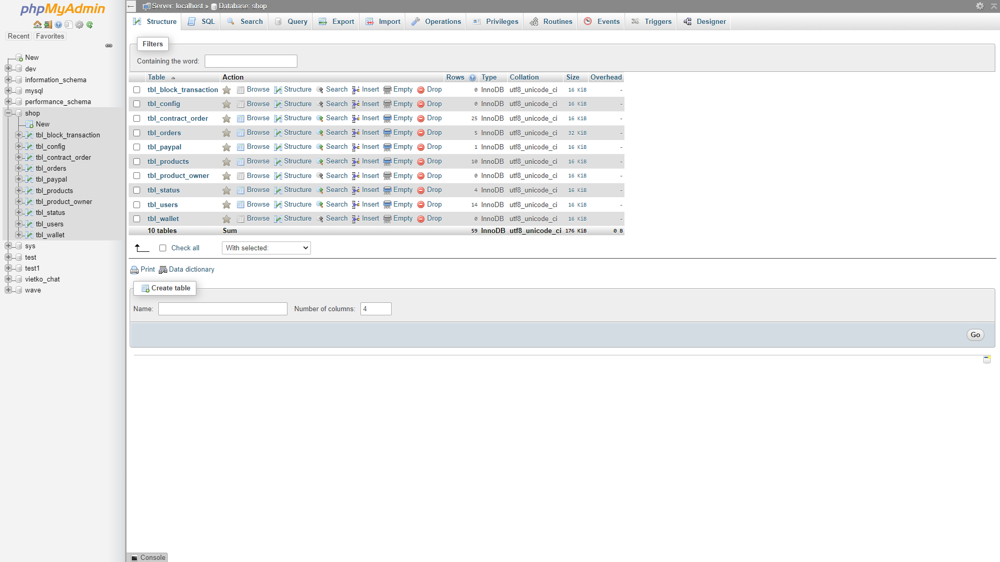 phpMyAdmin
Recent Favorites
New
dev
information_schema
mysql
performance_schema
shop
New
tbl_block_transaction
tbl_config
tbl_contract_order
tbl_orders
tbl_paypal
tbl_products
tbl_product_owner
tbl_status
tbl_users
tbl_wallet
sys
test
test1
vietko_chat
wave
Server: localhost » Database: shop
Structure SQL Search Query Export Import Operations Privileges Routines Events Triggers Designer
Filters
Containing the word:
Table Action Rows Type Collation Size Overhead
tbl_block_transaction Browse Structure Search Insert Empty Drop 0 InnoDB utf8_unicode_ci 16 KiB -
tbl_config Browse Structure Search Insert Empty Drop 0 InnoDB utf8_unicode_ci 16 KiB -
tbl_contract_order Browse Structure Search Insert Empty Drop 25 InnoDB utf8_unicode_ci 16 KiB -
tbl_orders Browse Structure Search Insert Empty Drop 5 InnoDB utf8_unicode_ci 32 KiB -
tbl_paypal Browse Structure Search Insert Empty Drop 1 InnoDB utf8_unicode_ci 16 KiB -
tbl_products Browse Structure Search Insert Empty Drop 10 InnoDB utf8_unicode_ci 16 KiB -
tbl_product_owner Browse Structure Search Insert Empty Drop 0 InnoDB utf8_unicode_ci 16 KiB -
tbl_status Browse Structure Search Insert Empty Drop 4 InnoDB utf8_unicode_ci 16 KiB -
tbl_users Browse Structure Search Insert Empty Drop 14 InnoDB utf8_unicode_ci 16 KiB -
tbl_wallet Browse Structure Search Insert Empty Drop 0 InnoDB utf8_unicode_ci 16 KiB -
10 tables Sum 59 InnoDB utf8_unicode_ci 176 KiB 0 B
Check all With selected:
Print Data dictionary
Create table
Name: Number of columns: 4
Go
Console